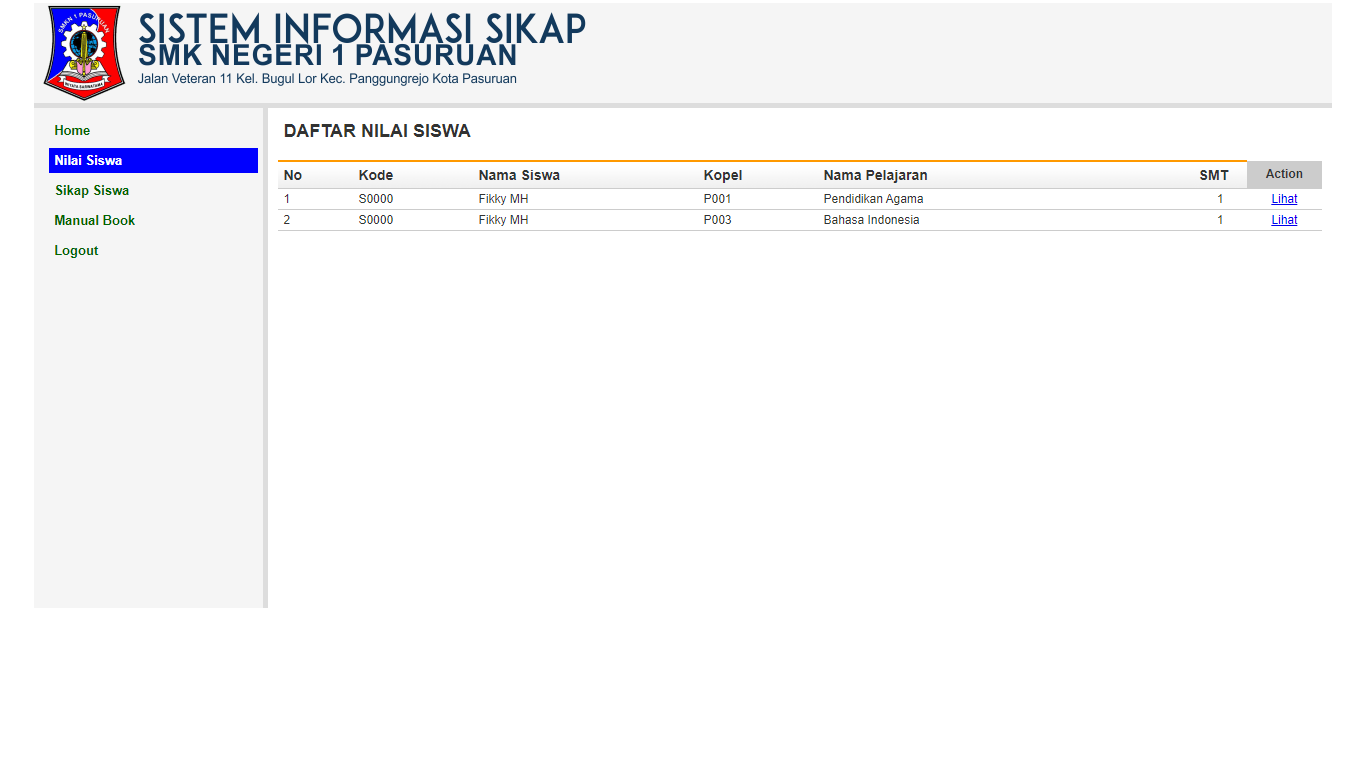 SMKN 1 PASURUAN
WIYATA SARWATAMA
SISTEM INFORMASI SIKAP
SMK NEGERI 1 PASURUAN
Jalan Veteran 11 Kel. Bugul Lor Kec. Panggungrejo Kota Pasuruan
Home
Nilai Siswa
Sikap Siswa
Manual Book
Logout
DAFTAR NILAI SISWA
No Kode Nama Siswa Kopel Nama Pelajaran SMT Action
1 S0000 Fikky MH P001 Pendidikan Agama 1 Lihat
2 S0000 Fikky MH P003 Bahasa Indonesia 1 Lihat